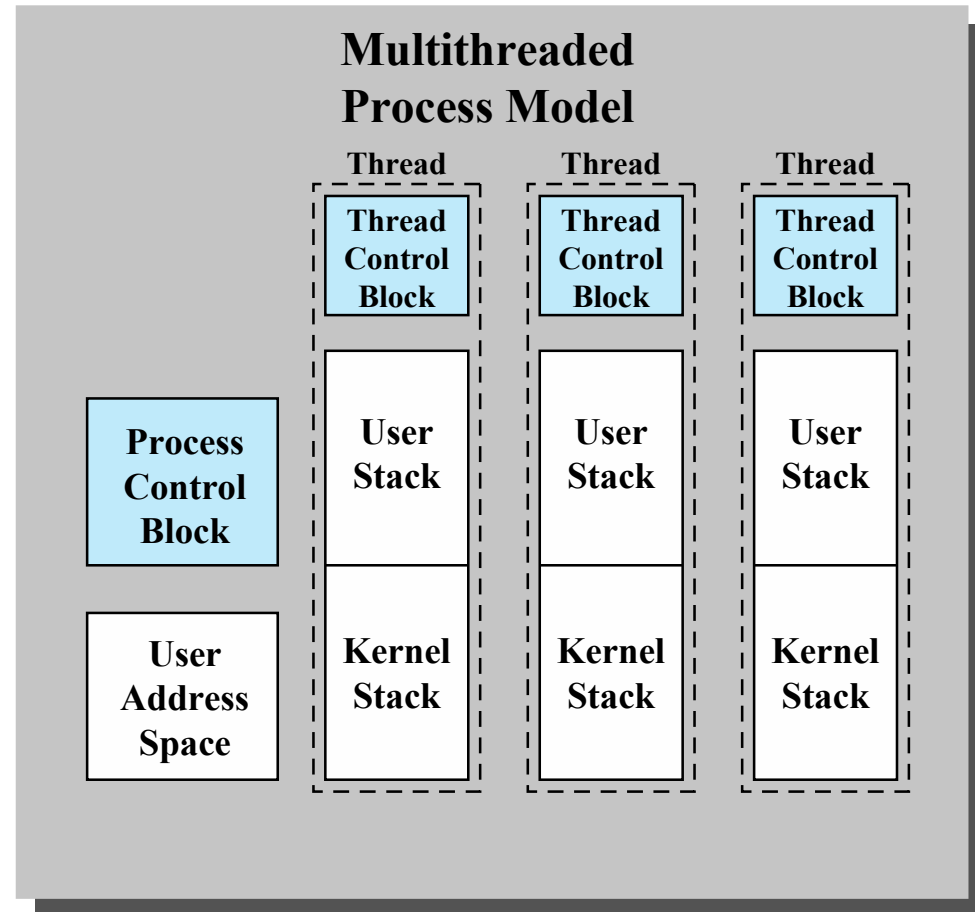 Multithreaded
Process Model
Thread
Thread
Control
Block
User
Stack
Kernel
Stack
Thread
Thread
Control
Block
User
Stack
Kernel
Stack
Thread
Thread
Control
Block
User
Stack
Kernel
Stack
Process
Control
Block
User
Address
Space